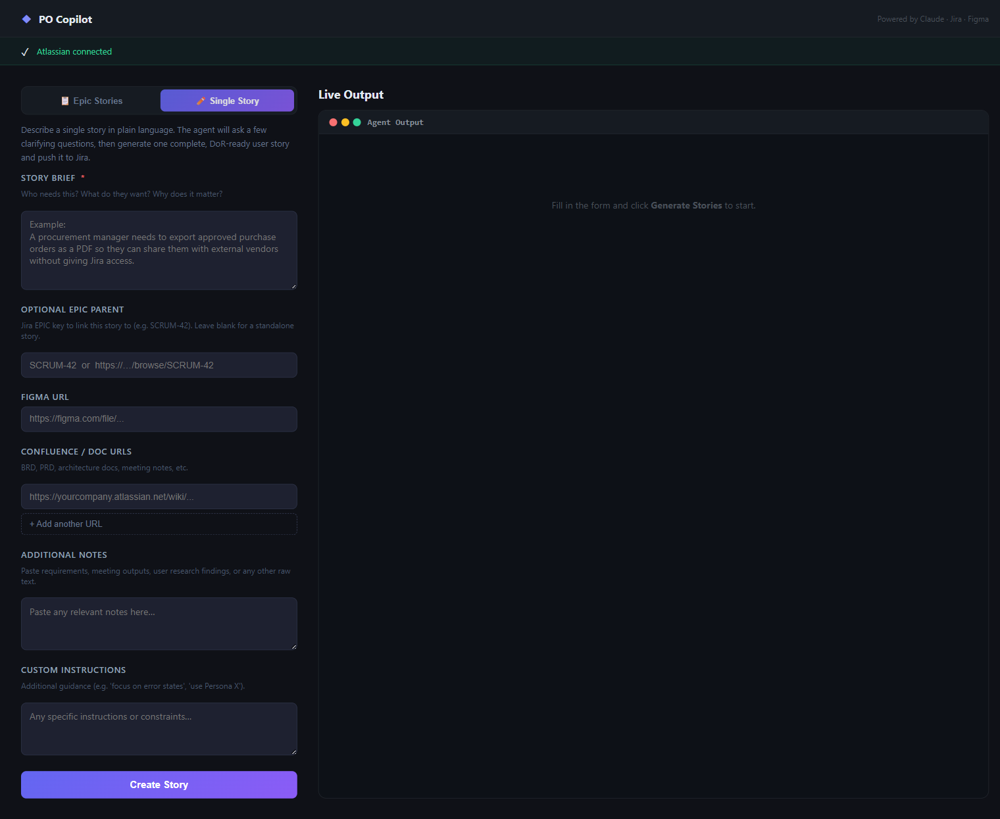 PO Copilot
Powered by Claude · Jira · Figma
✓ Atlassian connected
Epic Stories
Single Story
Describe a single story in plain language. The agent will ask a few
clarifying questions, then generate one complete, DoR-ready user story
and push it to Jira.
STORY BRIEF *
Who needs this? What do they want? Why does it matter?
Example:
A procurement manager needs to export approved purchase
orders as a PDF so they can share them with external vendors
without giving Jira access.
OPTIONAL EPIC PARENT
Jira EPIC key to link this story to (e.g. SCRUM-42). Leave blank for a standalone
story.
SCRUM-42 or https://…/browse/SCRUM-42
FIGMA URL
https://figma.com/file/...
CONFLUENCE / DOC URLS
BRD, PRD, architecture docs, meeting notes, etc.
https://yourcompany.atlassian.net/wiki/...
+ Add another URL
ADDITIONAL NOTES
Paste requirements, meeting outputs, user research findings, or any other raw
text.
Paste any relevant notes here...
CUSTOM INSTRUCTIONS
Additional guidance (e.g. 'focus on error states', 'use Persona X').
Any specific instructions or constraints...
Create Story
Live Output
Agent Output
Fill in the form and click Generate Stories to start.